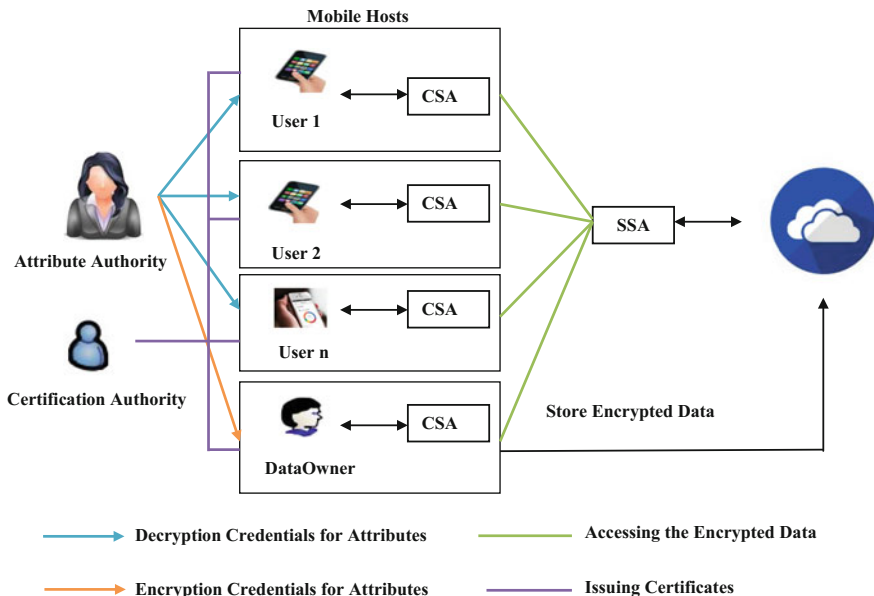 Mobile Hosts
CSA
User 1
CSA
User 2
SSA
Attribute Authority
CSA
User n
Certification Authority
CSA
Store Encrypted Data
DataOwner
Decryption Credentials for Attributes
Accessing the Encrypted Data
Encryption Credentials for Attributes
Issuing Certificates